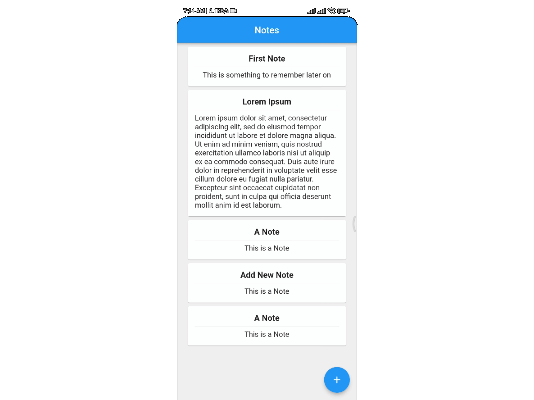 Notes
First Note
This is something to remember later on
Lorem Ipsum
Lorem ipsum dolor sit amet, consectetur
adipiscing elit, sed do eiusmod tempor
incididunt ut labore et dolore magna aliqua.
Ut enim ad minim veniam, quis nostrud
exercitation ullamco laboris nisi ut aliquip
ex ea commodo consequat. Duis aute irure
dolor in reprehenderit in voluptate velit esse
cillum dolore eu fugiat nulla pariatur.
Excepteur sint occaecat cupidatat non
proident, sunt in culpa qui officia deserunt
mollit anim id est laborum.
A Note
This is a Note
Add New Note
This is a Note
A Note
This is a Note
+